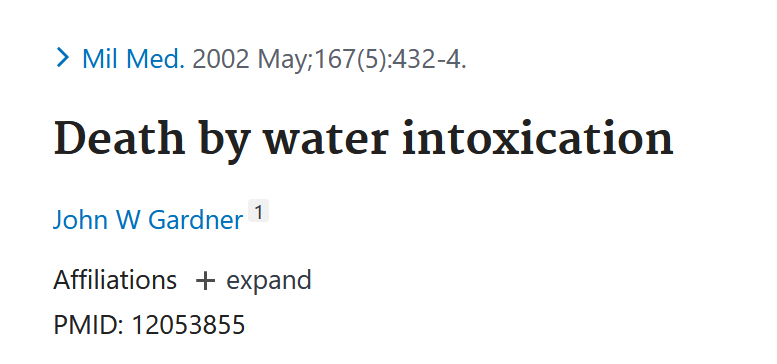 Mil Med. 2002 May;167(5):432-4.
Death by water intoxication
John W Gardner 1
Affiliations + expand
PMID: 12053855